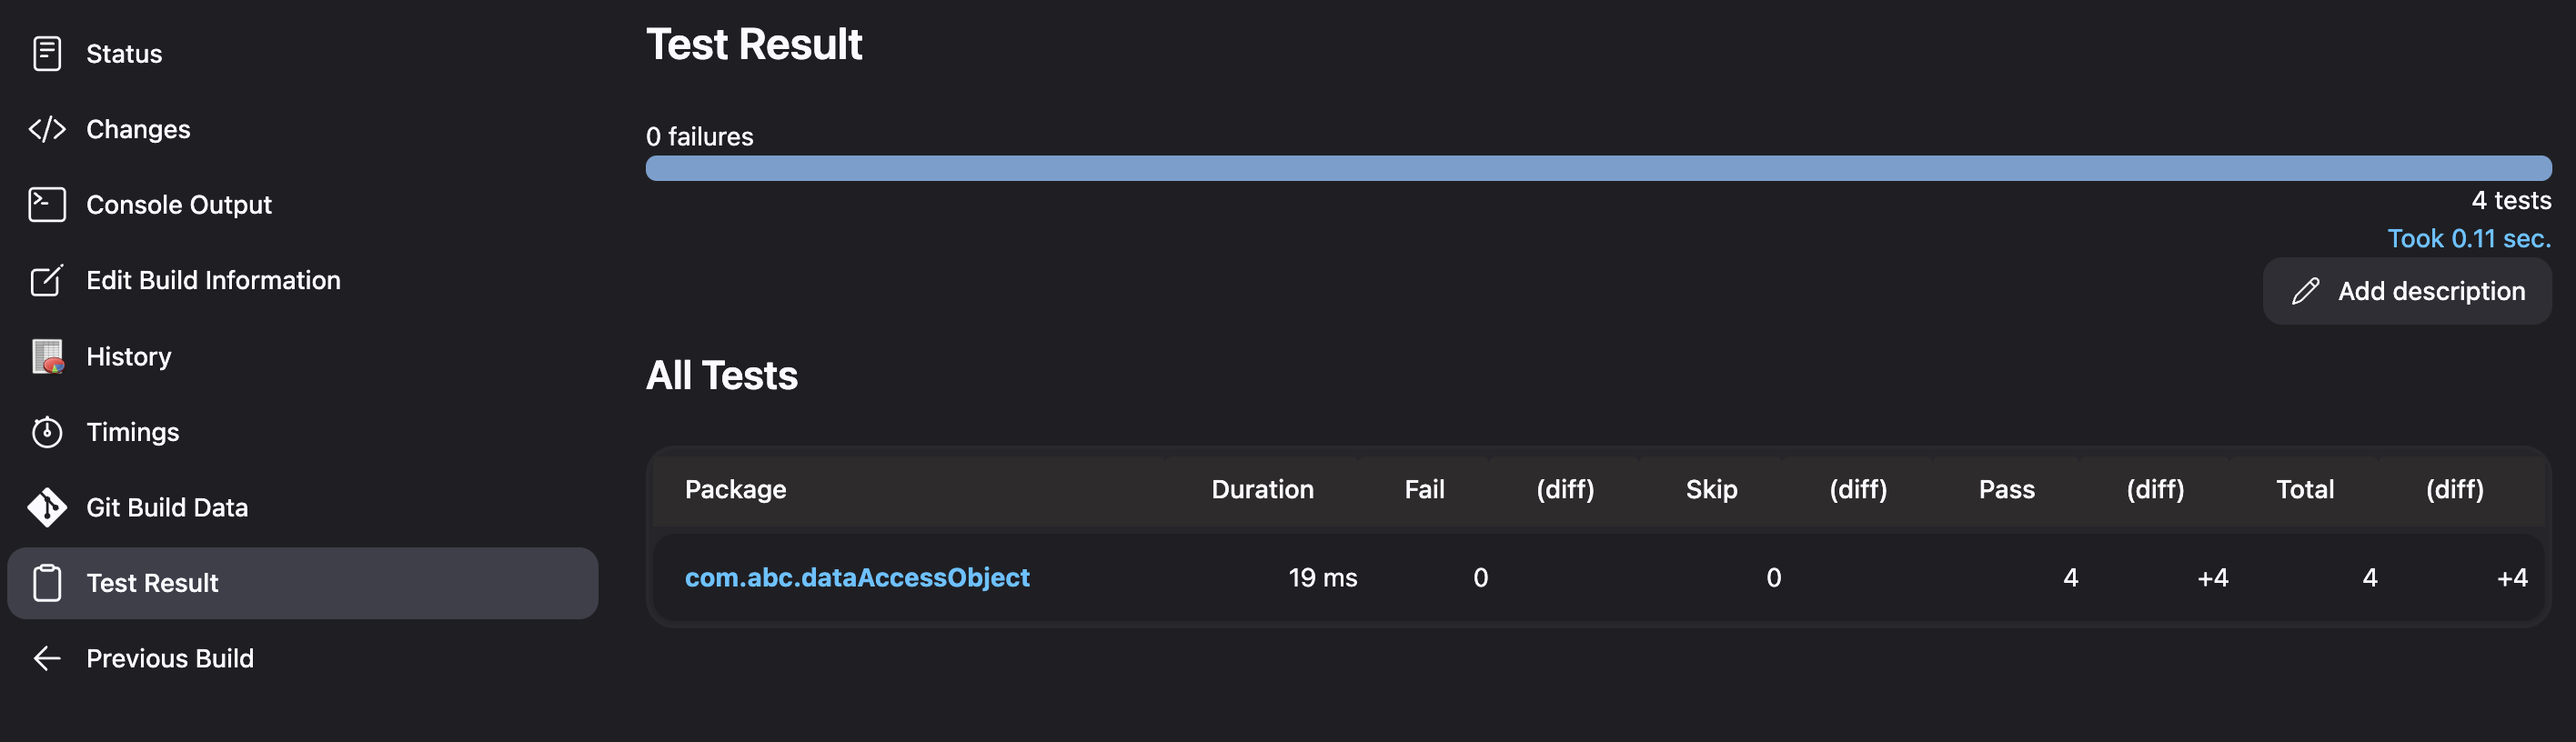 Status
Changes
Console Output
Edit Build Information
History
Timings
Git Build Data
Test Result
Previous Build
Test Result
0 failures
4 tests
Took 0.11 sec.
Add description
All Tests
Package Duration Fail (diff) Skip (diff) Pass (diff) Total (diff)
com.abc.dataAccessObject 19 ms 0 0 4 +4 4 +4